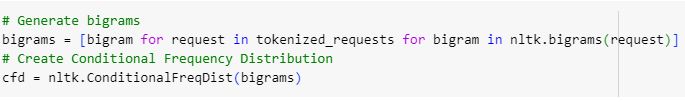 # Generate bigrams
bigrams = [bigram for request in tokenized_requests for bigram in nltk.bigrams(request)]
# Create Conditional Frequency Distribution
cfd = nltk.ConditionalFreqDist(bigrams)